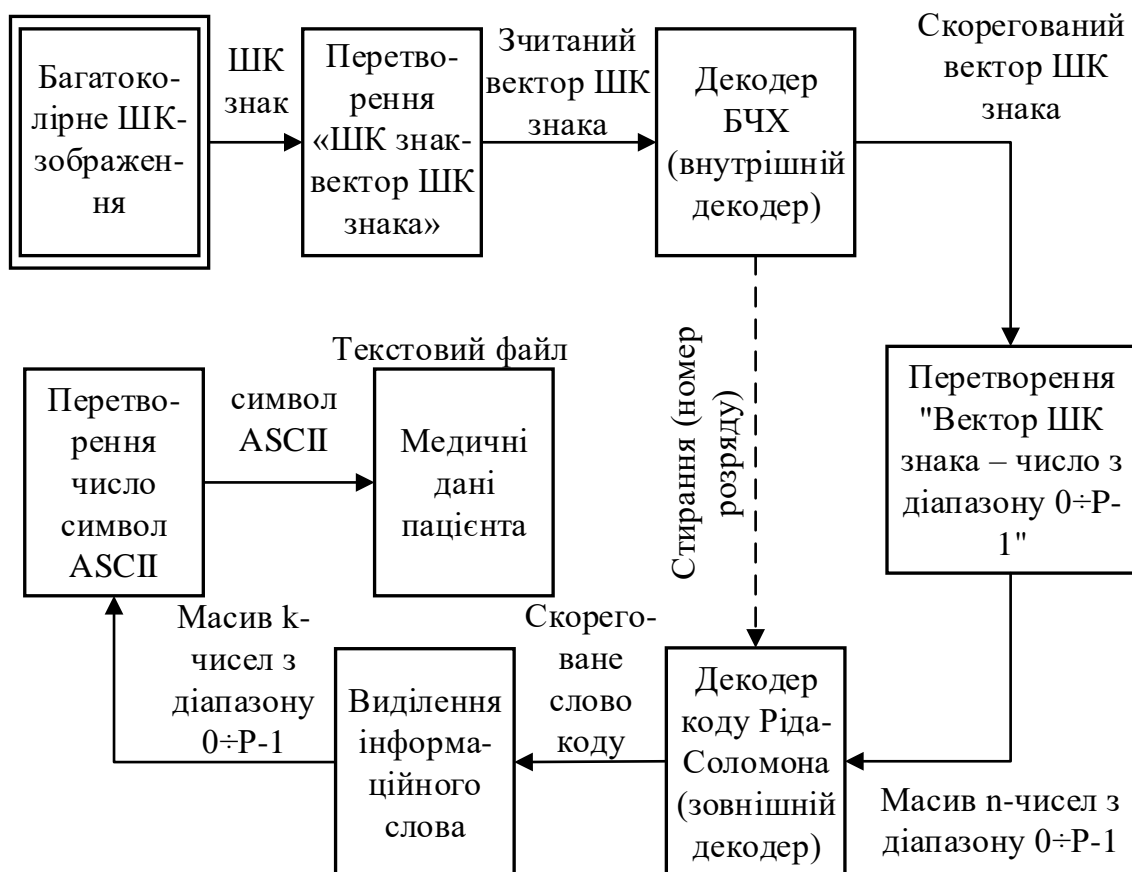 Багатоко-
лірне ШК-
зображен-
ня
ШК
знак
Перетво-
рення
«ШК знак-
вектор ШК
знака»
Зчитаний
вектор ШК
знака
Декодер
БЧХ
(внутрішній
декодер)
Скорегований
вектор ШК
знака
Перетворення
"Вектор ШК
знака – число з
діапазону 0÷P-
1"
Стирання (номер
розряду)
Масив n-чисел з
діапазону 0÷P-1
Декодер
коду Ріда-
Соломона
(зовнішній
декодер)
Скорего-
ване
слово
коду
Виділення
інформа-
ційного
слова
Масив k-
чисел з
діапазону
0÷P-1
Перетво-
рення
число
символ
ASCII
символ
ASCII
Текстовий файл
Медичні
дані
пацієнта